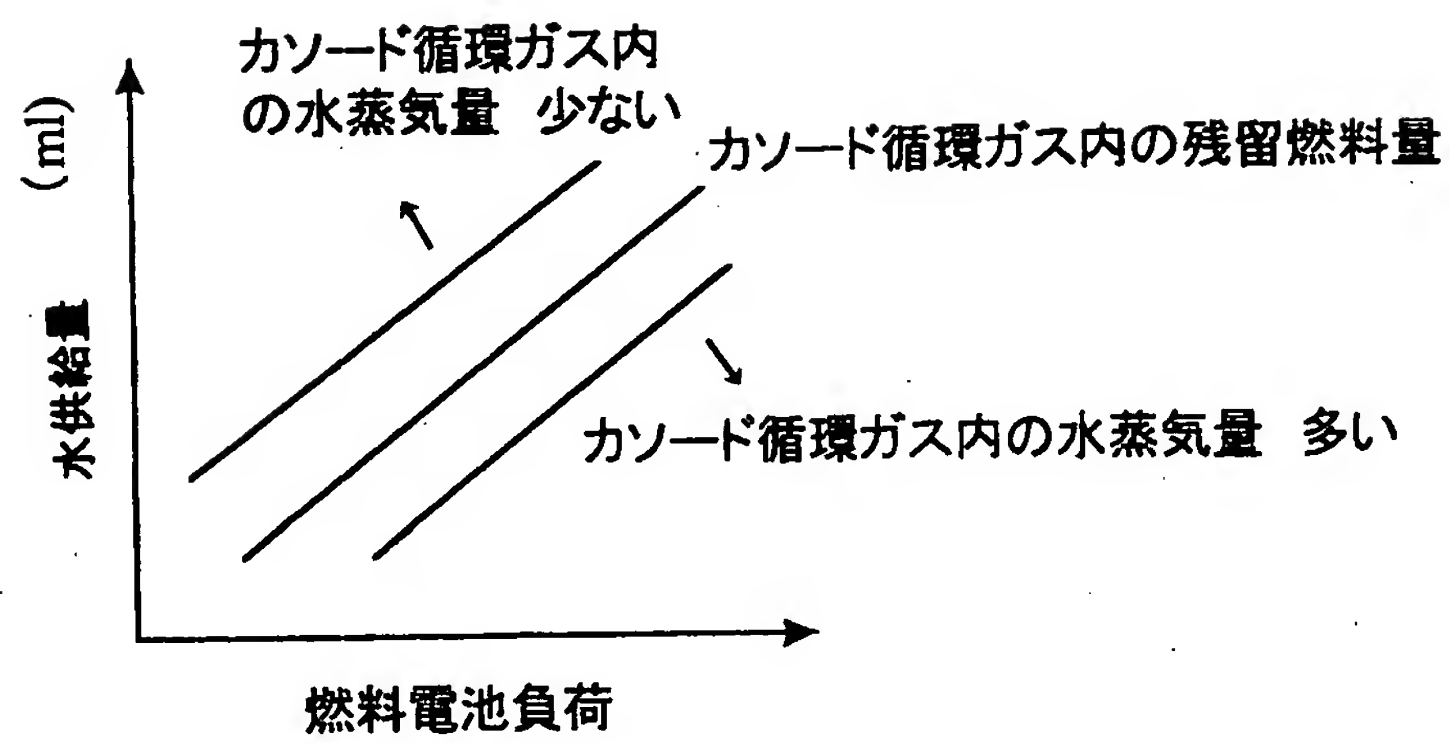 カソード循環ガス内
の水蒸気量 少ない
カソード循環ガス内の残留燃料量
カソード循環ガス内の水蒸気量 多い
水供給量 (ml)
燃料電池負荷